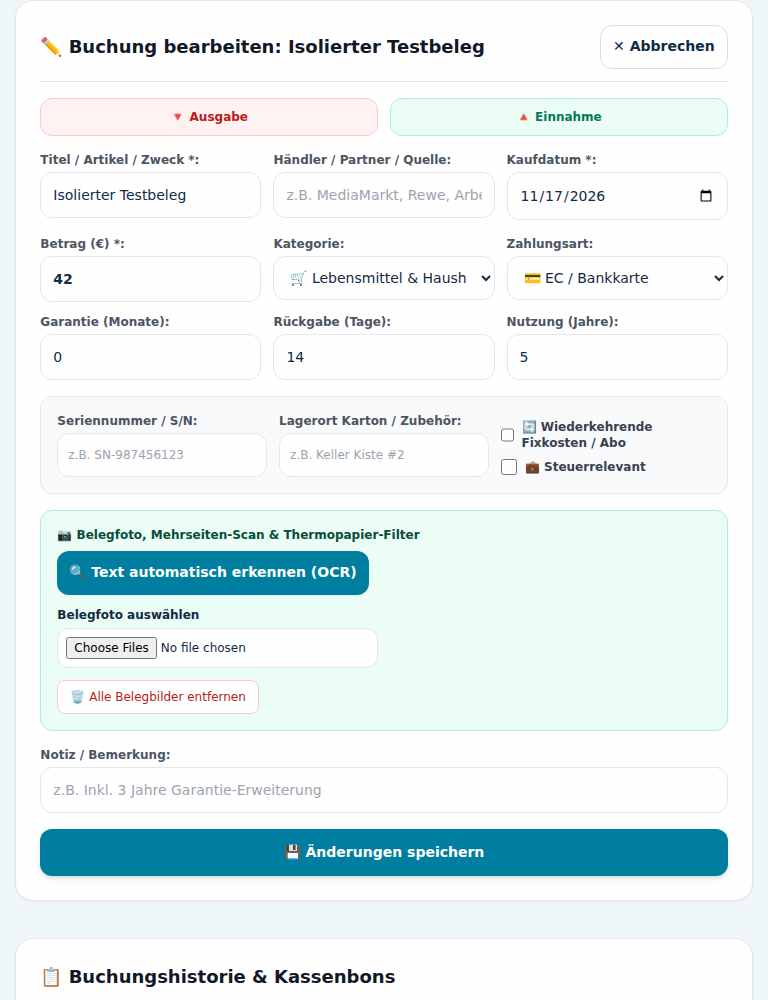 ✏️ Buchung bearbeiten: Isolierter Testbeleg
✕ Abbrechen
🔻 Ausgabe
🔺 Einnahme
Titel / Artikel / Zweck *:
Händler / Partner / Quelle:
Kaufdatum *:
Isolierter Testbeleg
z.B. MediaMarkt, Rewe, Arbe
11/17/2026
Betrag (€) *:
Kategorie:
Zahlungsart:
42
🛒 Lebensmittel & Haush
💳 EC / Bankkarte
Garantie (Monate):
Rückgabe (Tage):
Nutzung (Jahre):
0
14
5
Seriennummer / S/N:
Lagerort Karton / Zubehör:
🔄 Wiederkehrende
Fixkosten / Abo
z.B. SN-987456123
z.B. Keller Kiste #2
💼 Steuerrelevant
📷 Belegfoto, Mehrseiten-Scan & Thermopapier-Filter
🔍 Text automatisch erkennen (OCR)
Belegfoto auswählen
Choose Files No file chosen
🗑️ Alle Belegbilder entfernen
Notiz / Bemerkung:
z.B. Inkl. 3 Jahre Garantie-Erweiterung
💾 Änderungen speichern
📋 Buchungshistorie & Kassenbons